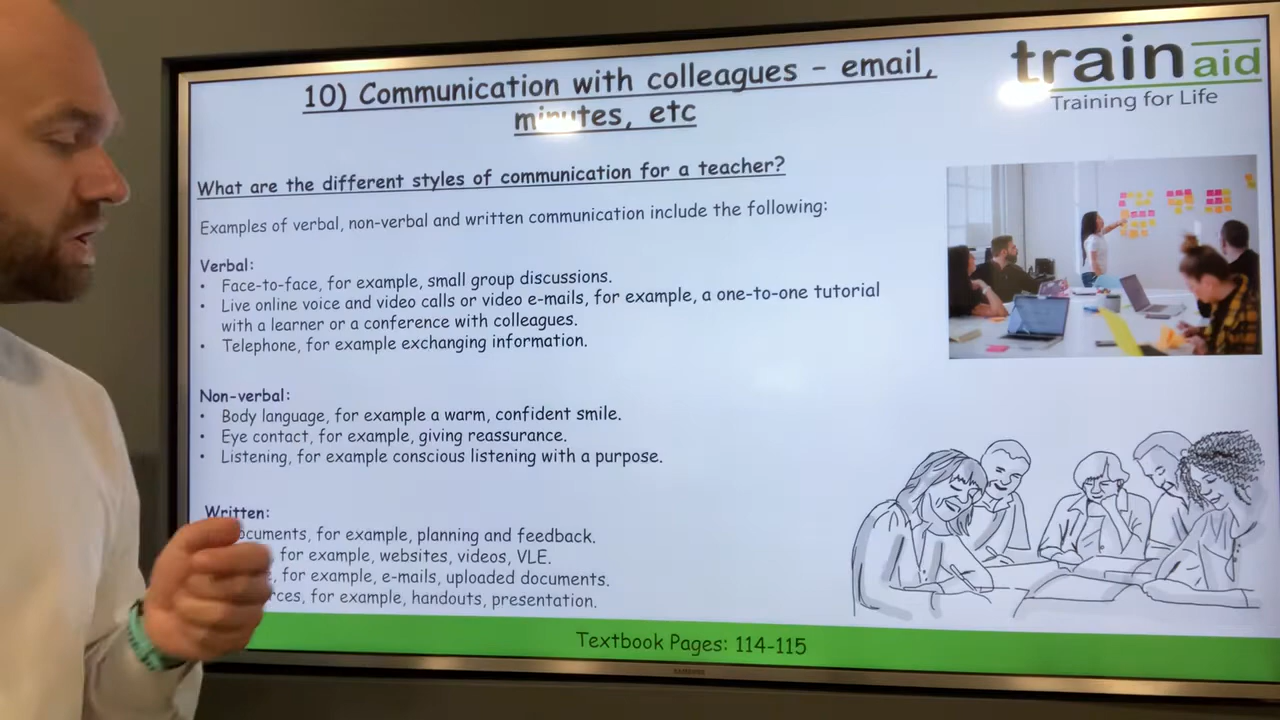 10) Communication with colleagues – email,
minutes, etc
train aid
Training for Life
What are the different styles of communication for a teacher?
Examples of verbal, non-verbal and written communication include the following:
Verbal:
• Face-to-face, for example, small group discussions.
• Live online voice and video calls or video e-mails, for example, a one-to-one tutorial
with a learner or a conference with colleagues.
• Telephone, for example exchanging information.
Non-verbal:
• Body language, for example a warm, confident smile.
• Eye contact, for example, giving reassurance.
• Listening, for example conscious listening with a purpose.
Written:
ocuments, for example, planning and feedback.
, for example, websites, videos, VLE.
, for example, e-mails, uploaded documents.
rces, for example, handouts, presentation.
Textbook Pages: 114-115
SAMSUNG